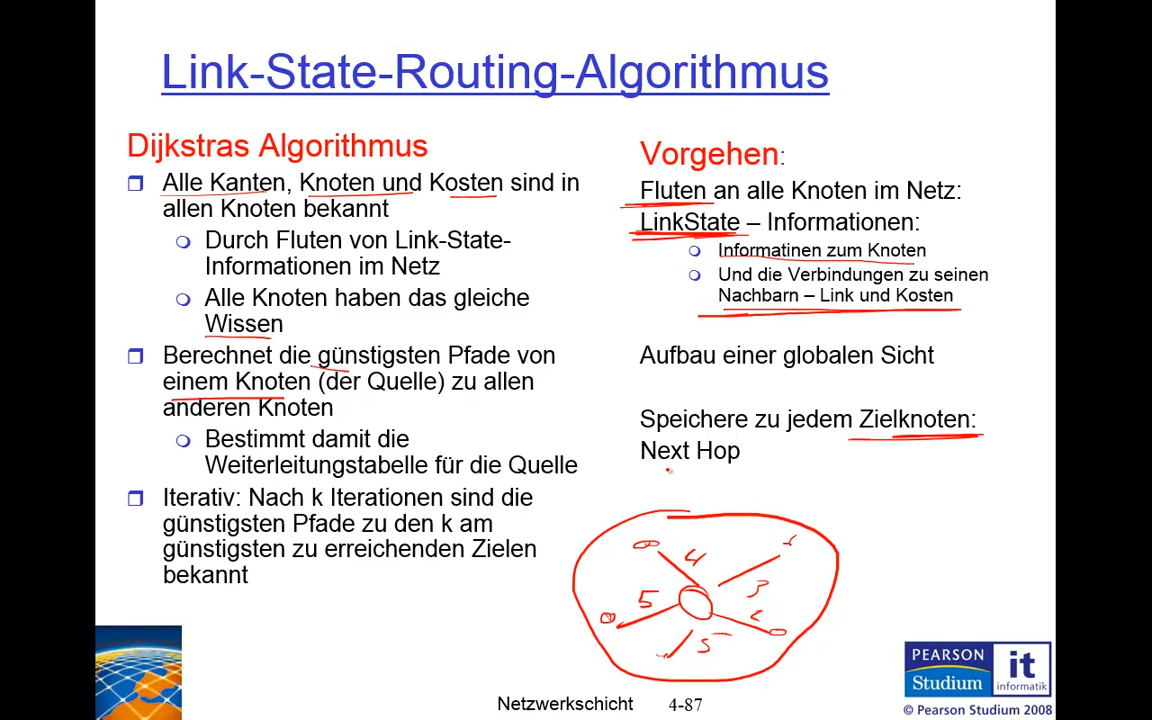 Link-State-Routing-Algorithmus
Dijkstras Algorithmus
Alle Kanten, Knoten und Kosten sind in
allen Knoten bekannt
Durch Fluten von Link-State-
Informationen im Netz
Alle Knoten haben das gleiche
Wissen
Berechnet die günstigsten Pfade von
einem Knoten (der Quelle) zu allen
anderen Knoten
Bestimmt damit die
Weiterleitungstabelle für die Quelle
Iterativ: Nach k Iterationen sind die
günstigsten Pfade zu den k am
günstigsten zu erreichenden Zielen
bekannt
Vorgehen:
Fluten an alle Knoten im Netz:
LinkState – Informationen:
Informatinen zum Knoten
Und die Verbindungen zu seinen
Nachbarn – Link und Kosten
Aufbau einer globalen Sicht
Speichere zu jedem Zielknoten:
Next Hop
4
3
5
5
Netzwerkschicht 4-87
PEARSON
Studium
it
informatik
© Pearson Studium 2008